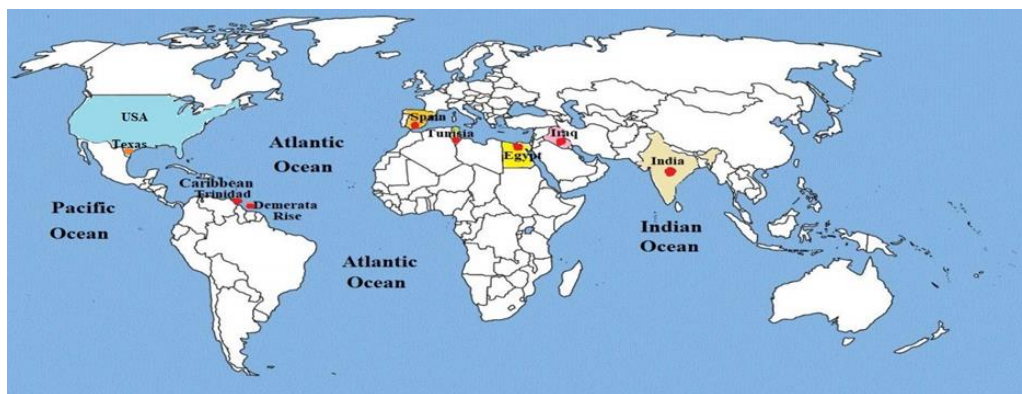 USA
Texas
Atlantic
Ocean
Spain
Tunisia
Iraq
Egypt
India
Caribbean
Trinidad
Demerata
Rise
Pacific
Ocean
Atlantic
Ocean
Indian
Ocean